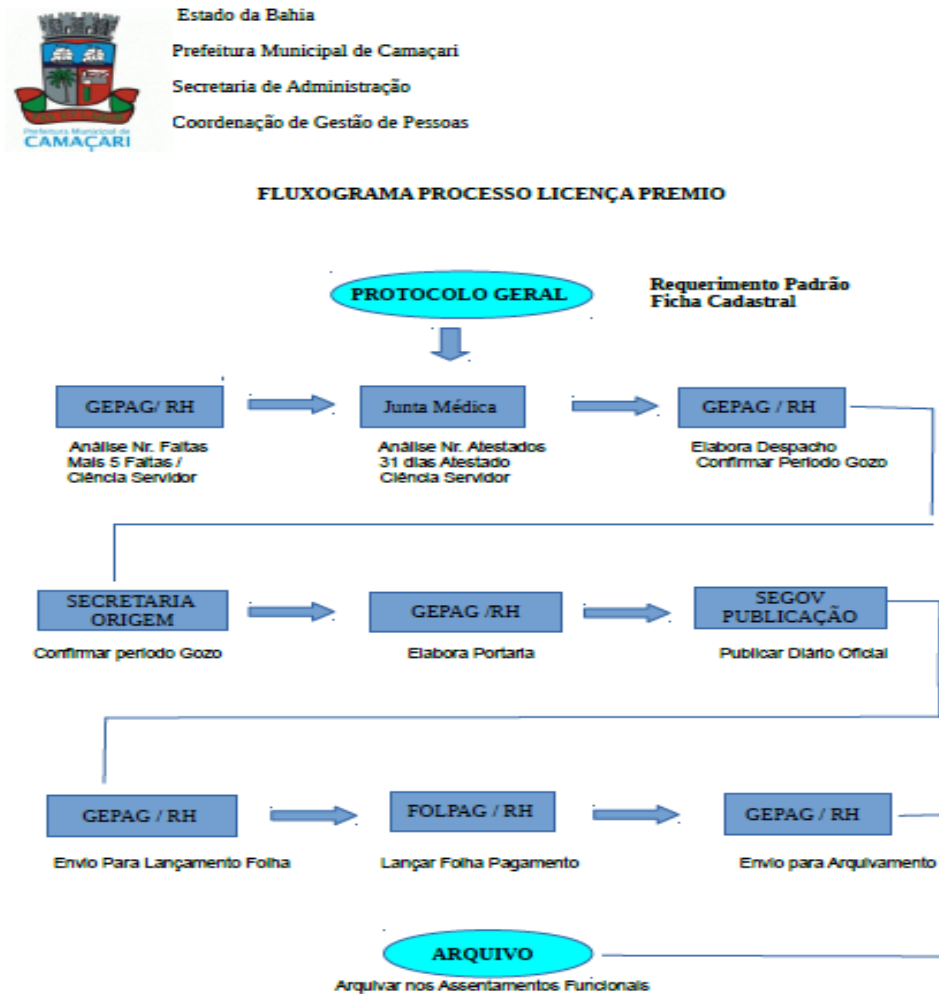 Estado da Bahia
Prefeitura Municipal de Camaçari
Secretaria de Administração
Coordenação de Gestão de Pessoas
Prefeitura Municipal de
CAMAÇARI
FLUXOGRAMA PROCESSO LICENÇA PREMIO
PROTOCOLO GERAL
Requerimento Padrão
Ficha Cadastral
GEPAG/ RH
Junta Médica
GEPAG / RH
Análise Nr. Faltas
Mais 5 Faltas /
Ciência Servidor
Análise Nr. Atestados
31 dias Atestado
Ciência Servidor
Elabora Despacho
Confirmar Período Gozo
SECRETARIA
ORIGEM
GEPAG /RH
SEGOV
PUBLICAÇÃO
Confirmar período Gozo
Elabora Portaria
Publicar Diário Oficial
GEPAG / RH
FOLPAG / RH
GEPAG / RH
Envio Para Lançamento Folha
Lançar Folha Pagamento
Envio para Arquivamento
ARQUIVO
Arquivar nos Assentamentos Funcionais